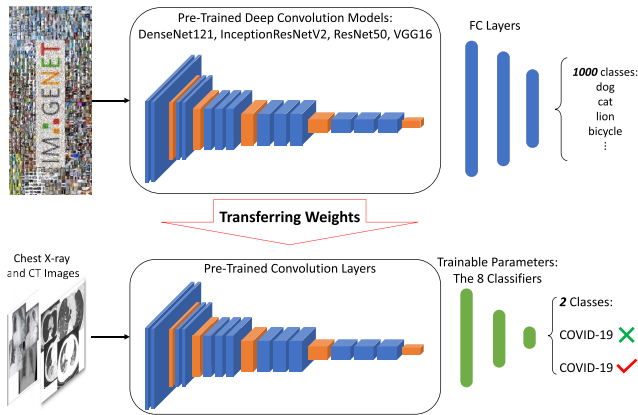 Pre-Trained Deep Convolution Models:
DenseNet121, InceptionResNetV2, ResNet50, VGG16
FC Layers
IMAGENET
1000 classes:
dog
cat
lion
bicycle
⋮
Transferring Weights
Chest X-ray
and CT Images
Pre-Trained Convolution Layers
Trainable Parameters:
The 8 Classifiers
2 Classes:
COVID-19
COVID-19